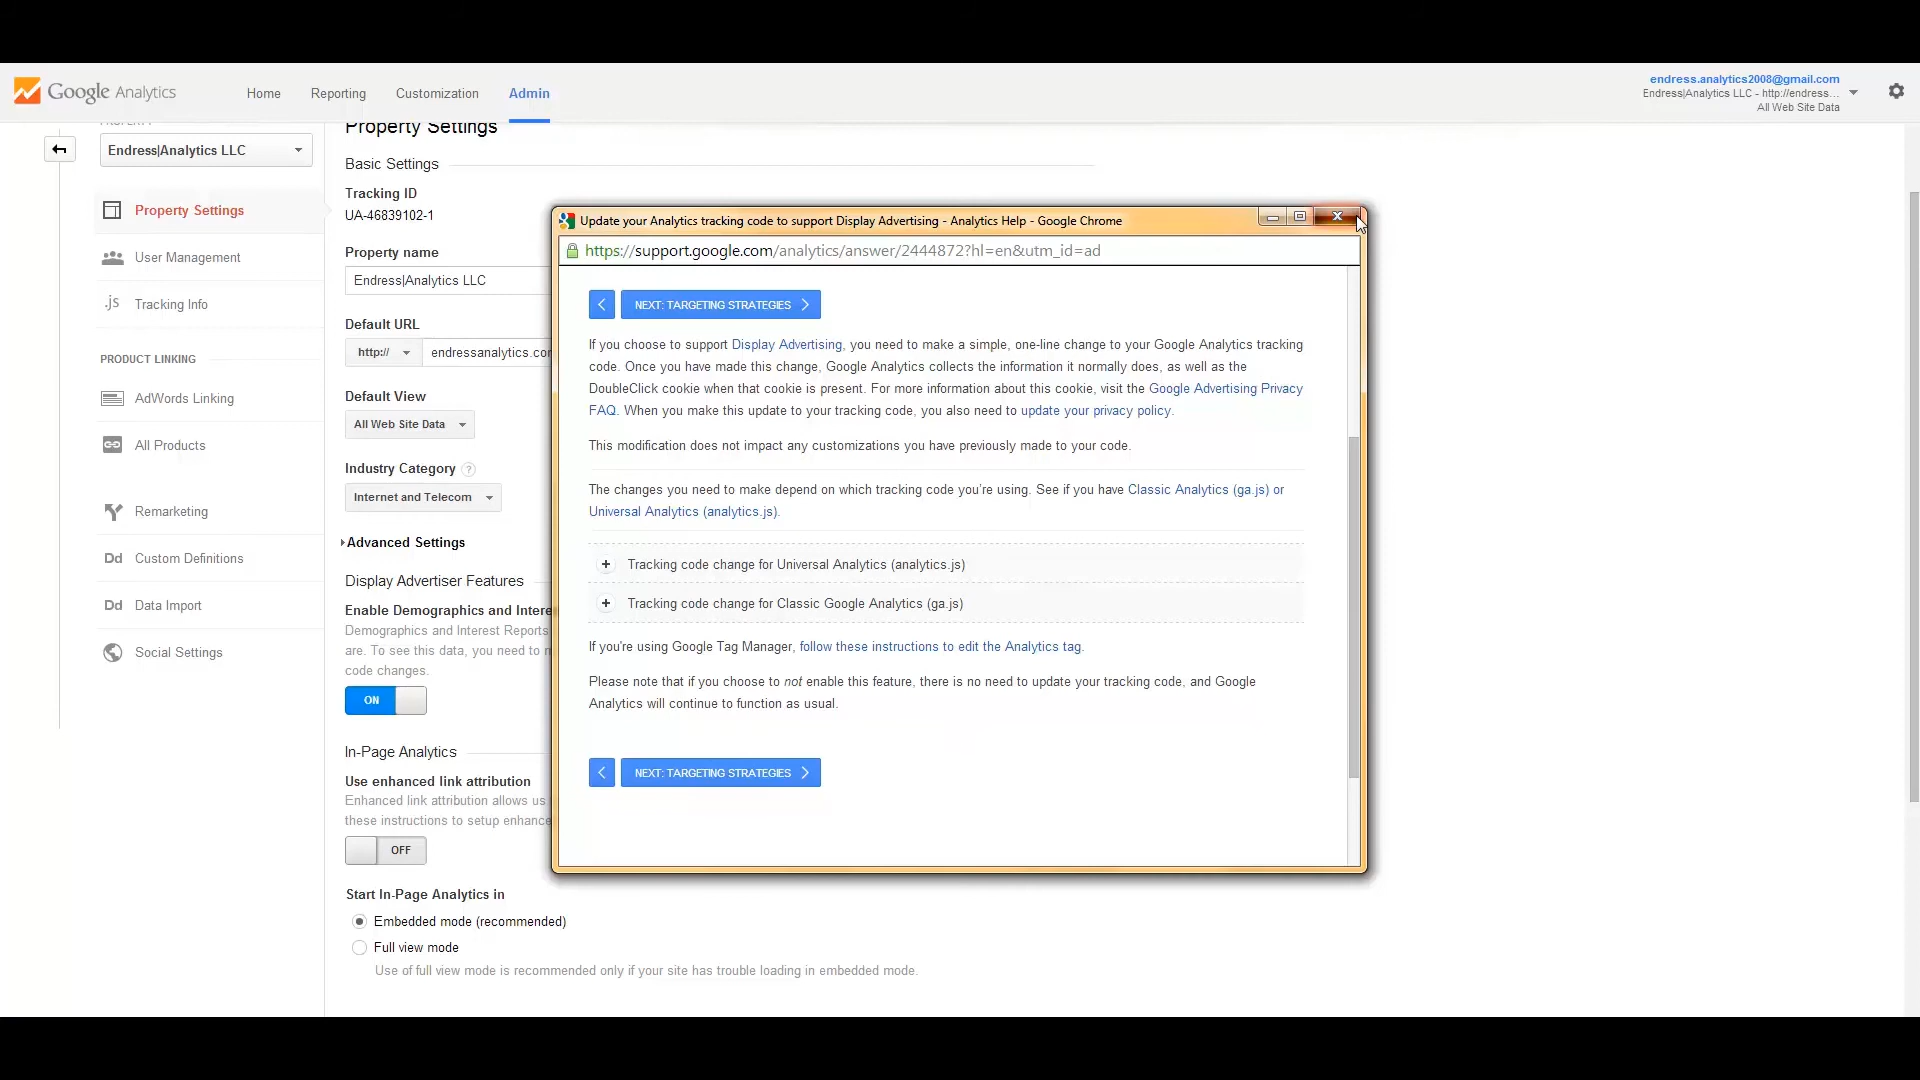 Google Analytics
Home
Reporting
Customization
Admin
endress.analytics2008@gmail.com
Endress|Analytics LLC - http://endress...
All Web Site Data
PROPERTY
Endress|Analytics LLC
Property Settings
User Management
.js Tracking Info
PRODUCT LINKING
AdWords Linking
All Products
Remarketing
Dd Custom Definitions
Dd Data Import
Social Settings
Property Settings
Basic Settings
Tracking ID
UA-46839102-1
Property name
Endress|Analytics LLC
Default URL
http://
endressanalytics.com
Default View
All Web Site Data
Industry Category ?
Internet and Telecom
Advanced Settings
Display Advertiser Features
Enable Demographics and Intere
Demographics and Interest Reports
are. To see this data, you need to
code changes.
ON
In-Page Analytics
Use enhanced link attribution
Enhanced link attribution allows us
these instructions to setup enhance
OFF
Start In-Page Analytics in
Embedded mode (recommended)
Full view mode
Use of full view mode is recommended only if your site has trouble loading in embedded mode.
Update your Analytics tracking code to support Display Advertising - Analytics Help - Google Chrome
https://support.google.com/analytics/answer/2444872?hl=en&utm_id=ad
NEXT: TARGETING STRATEGIES
If you choose to support Display Advertising, you need to make a simple, one-line change to your Google Analytics tracking
code. Once you have made this change, Google Analytics collects the information it normally does, as well as the
DoubleClick cookie when that cookie is present. For more information about this cookie, visit the Google Advertising Privacy
FAQ. When you make this update to your tracking code, you also need to update your privacy policy.
This modification does not impact any customizations you have previously made to your code.
The changes you need to make depend on which tracking code you're using. See if you have Classic Analytics (ga.js) or
Universal Analytics (analytics.js).
+ Tracking code change for Universal Analytics (analytics.js)
+ Tracking code change for Classic Google Analytics (ga.js)
If you're using Google Tag Manager, follow these instructions to edit the Analytics tag.
Please note that if you choose to not enable this feature, there is no need to update your tracking code, and Google
Analytics will continue to function as usual.
NEXT: TARGETING STRATEGIES